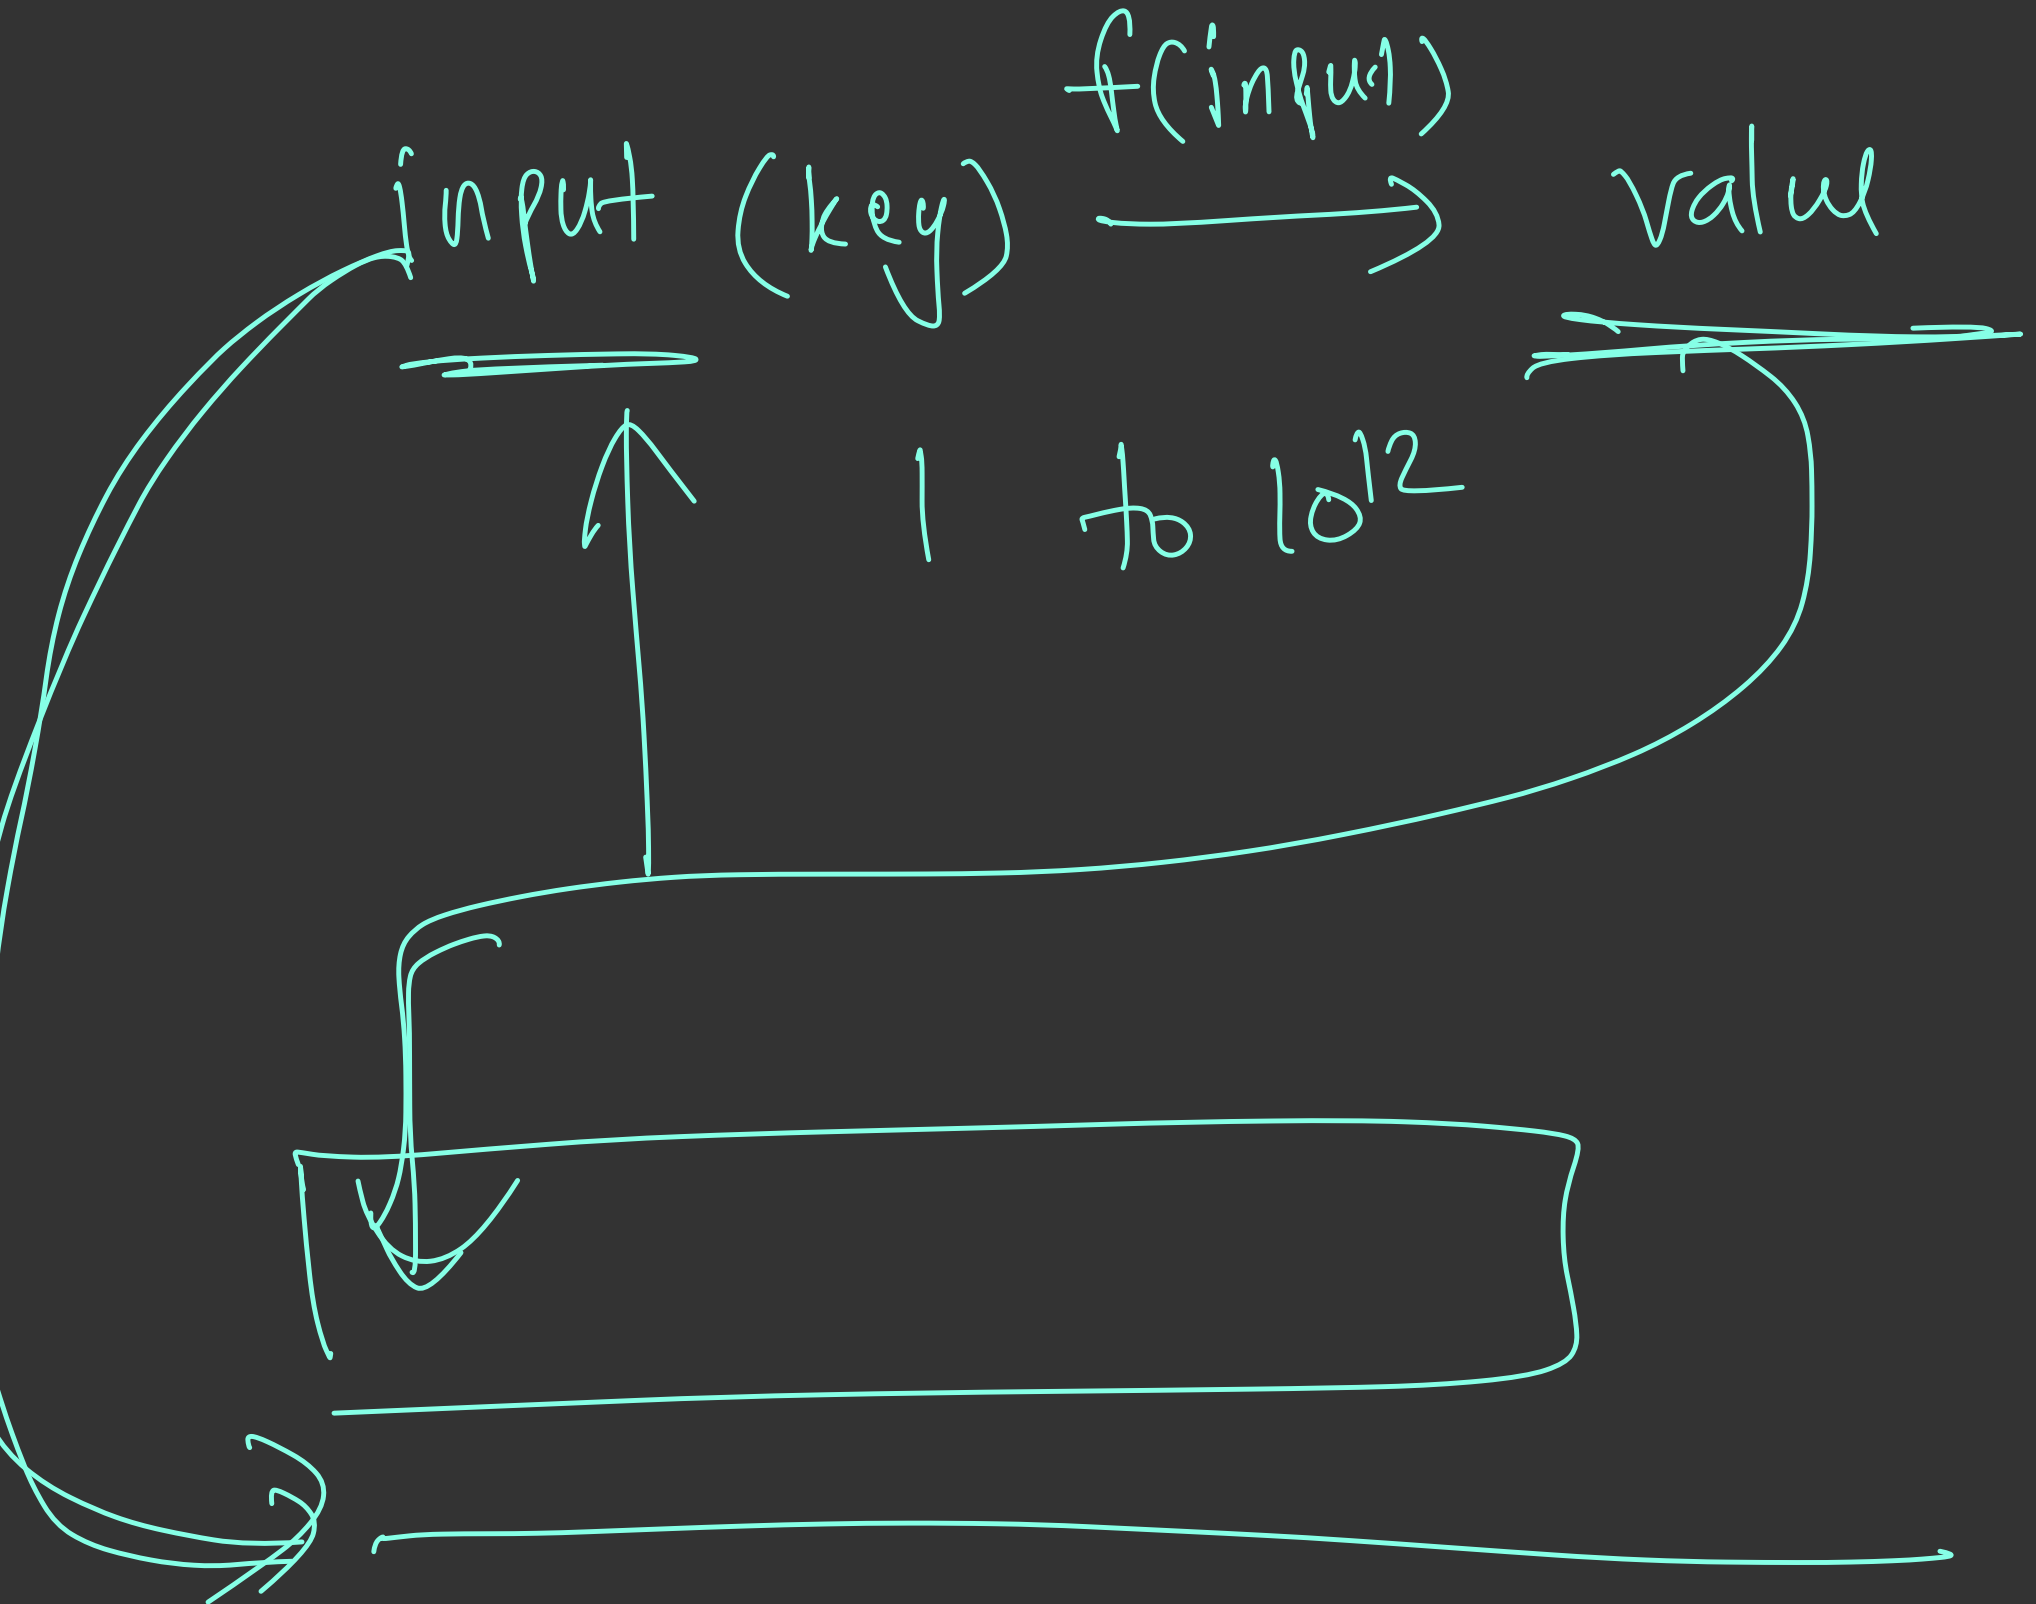 f(input)
input (key) → value
1 to 10^12